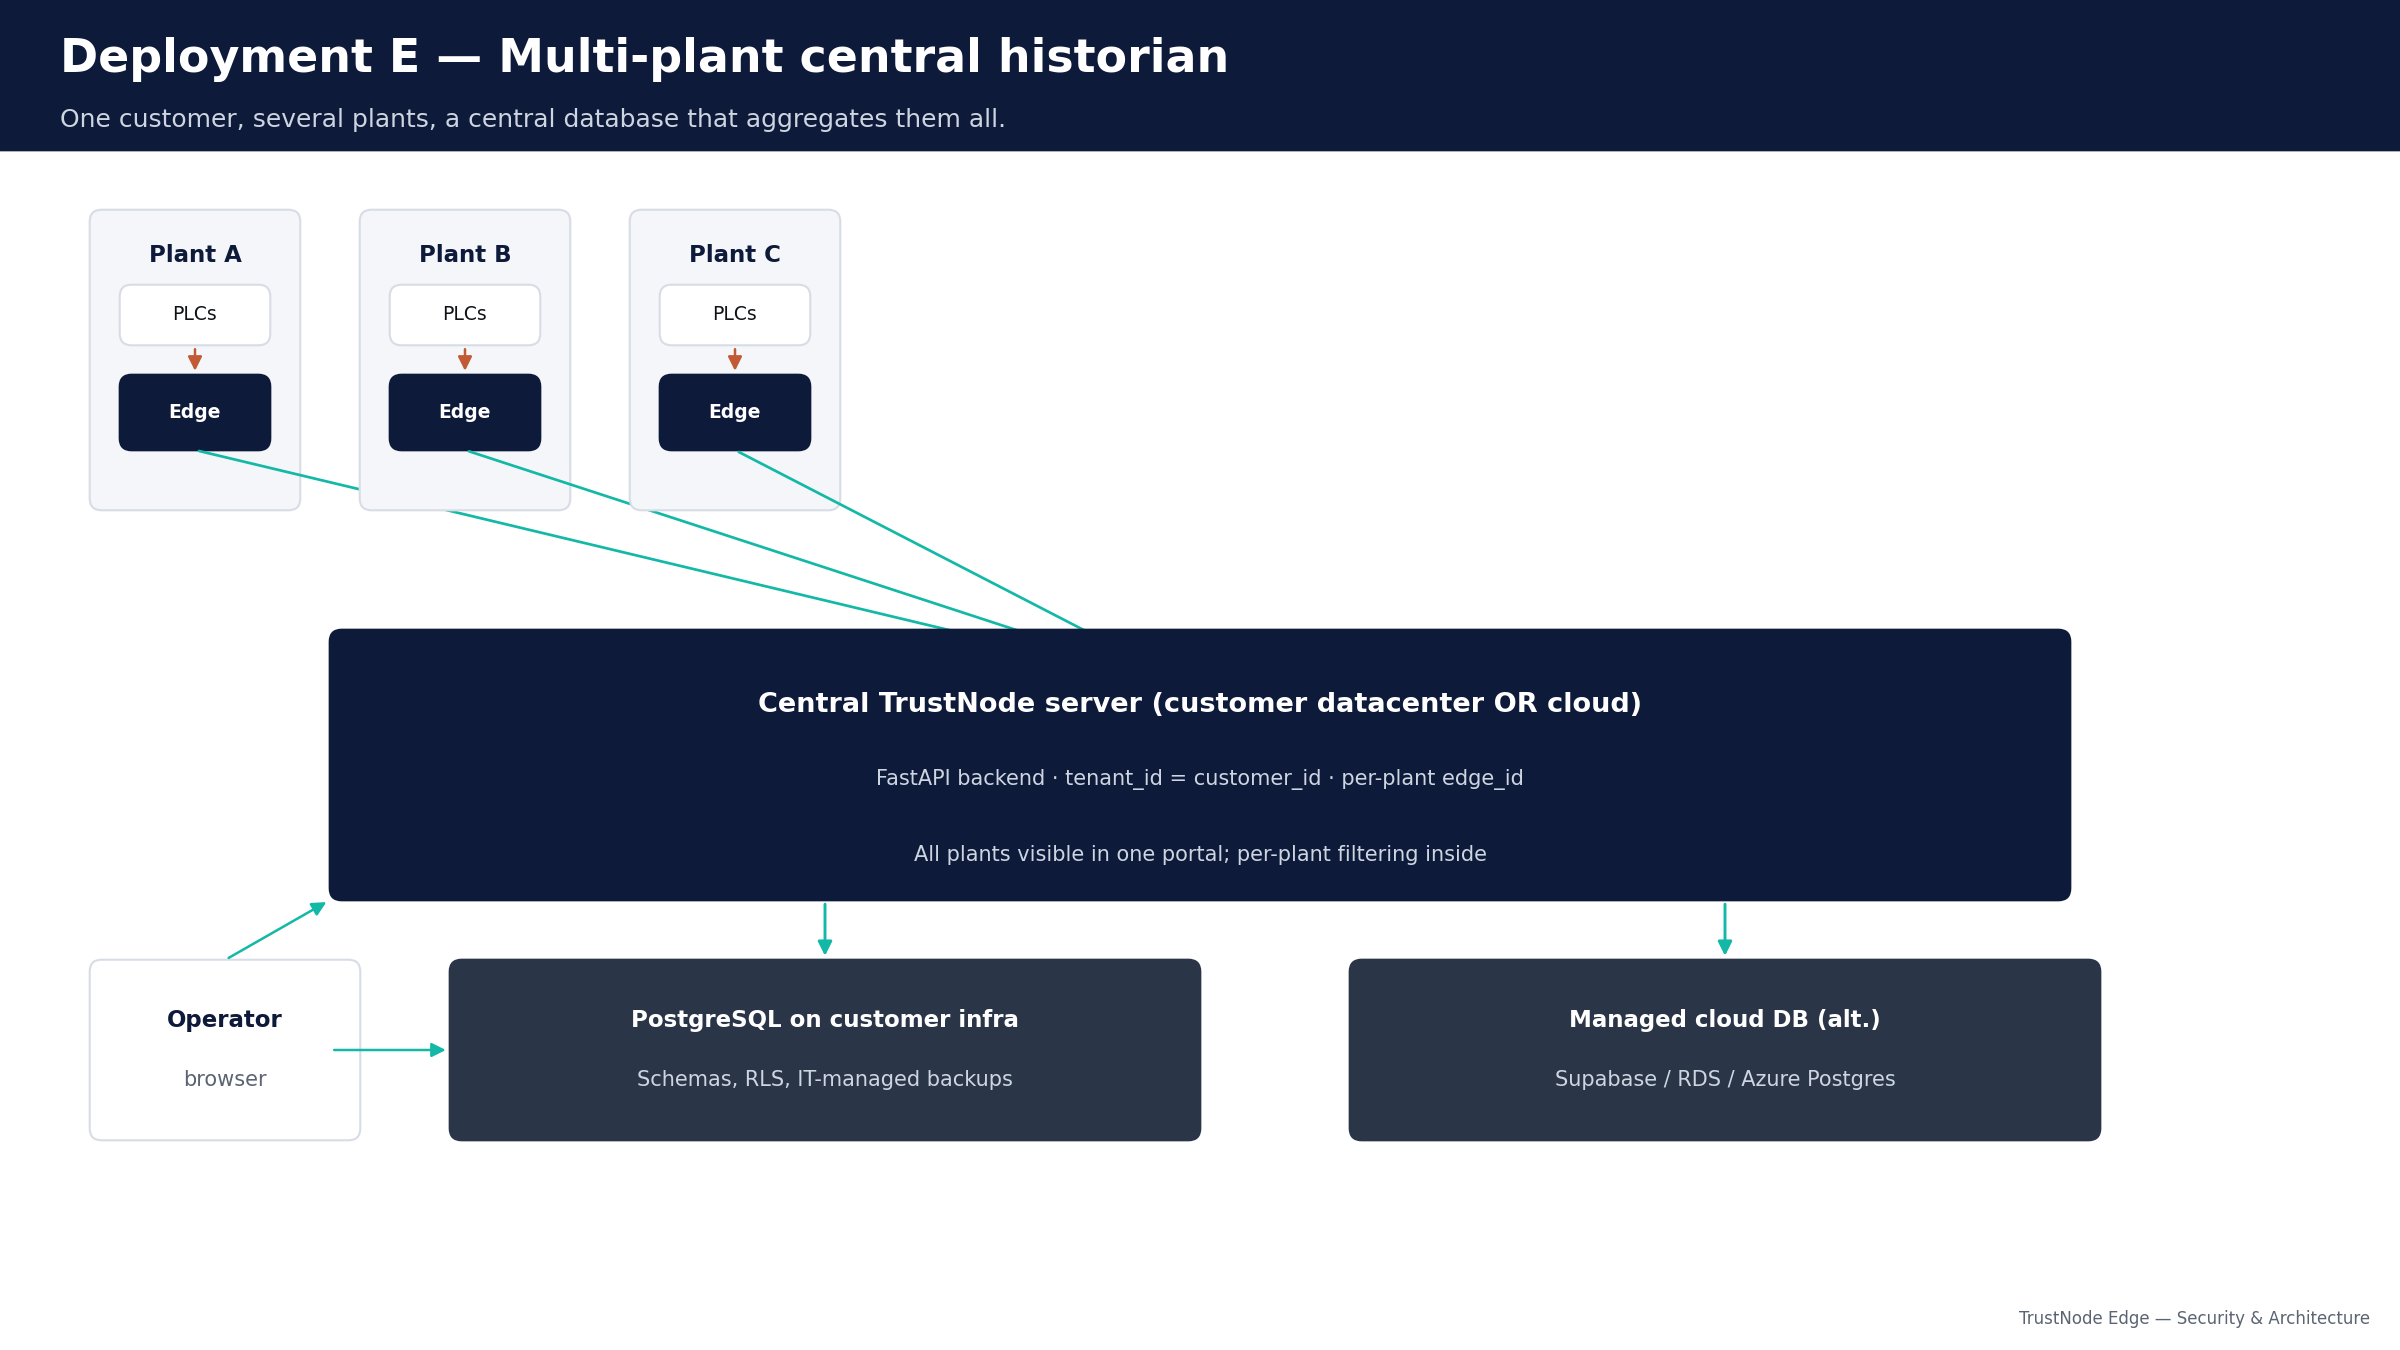 Deployment E — Multi-plant central historian
One customer, several plants, a central database that aggregates them all.
Plant A
PLCs
Edge
Plant B
PLCs
Edge
Plant C
PLCs
Edge
Central TrustNode server (customer datacenter OR cloud)
FastAPI backend · tenant_id = customer_id · per-plant edge_id
All plants visible in one portal; per-plant filtering inside
Operator
browser
PostgreSQL on customer infra
Schemas, RLS, IT-managed backups
Managed cloud DB (alt.)
Supabase / RDS / Azure Postgres
TrustNode Edge — Security & Architecture